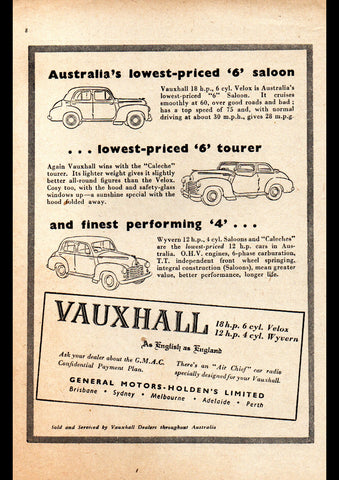 8
Australia's lowest-priced '6' saloon
Vauxhall 18 h.p., 6 cyl. Velox is Australia's
lowest-priced "6" Saloon. It cruises
smoothly at 60, over good roads and bad ;
has a top speed of 75 and, with normal
driving at about 30 m.p.h., gives 28 m.p.g.
. . . lowest-priced '6' tourer
Again Vauxhall wins with the "Caleche"
tourer. Its lighter weight gives it slightly
better all-round figures than the Velox.
Cosy too, with the hood and safety-glass
windows up—a sunshine special with the
hood folded away.
and finest performing '4' . . .
Wyvern 12 h.p., 4 cyl. Saloons and "Caleches"
are the lowest-priced 12 h.p. cars in Aus-
tralia. O.H.V. engines, 6-phase carburation,
T.T. independent front wheel springing,
integral construction (Saloons), mean greater
value, better performance, longer life.
VAUXHALL
18 h.p. 6 cyl. Velox
12 h.p. 4 cyl. Wyvern
As English as England
Ask your dealer about the G.M.A.C.
Confidential Payment Plan.
There's an "Air Chief" car radio
specially designed for your Vauxhall.
GENERAL MOTORS-HOLDEN'S LIMITED
Brisbane • Sydney • Melbourne • Adelaide • Perth
Sold and Serviced by Vauxhall Dealers throughout Australia